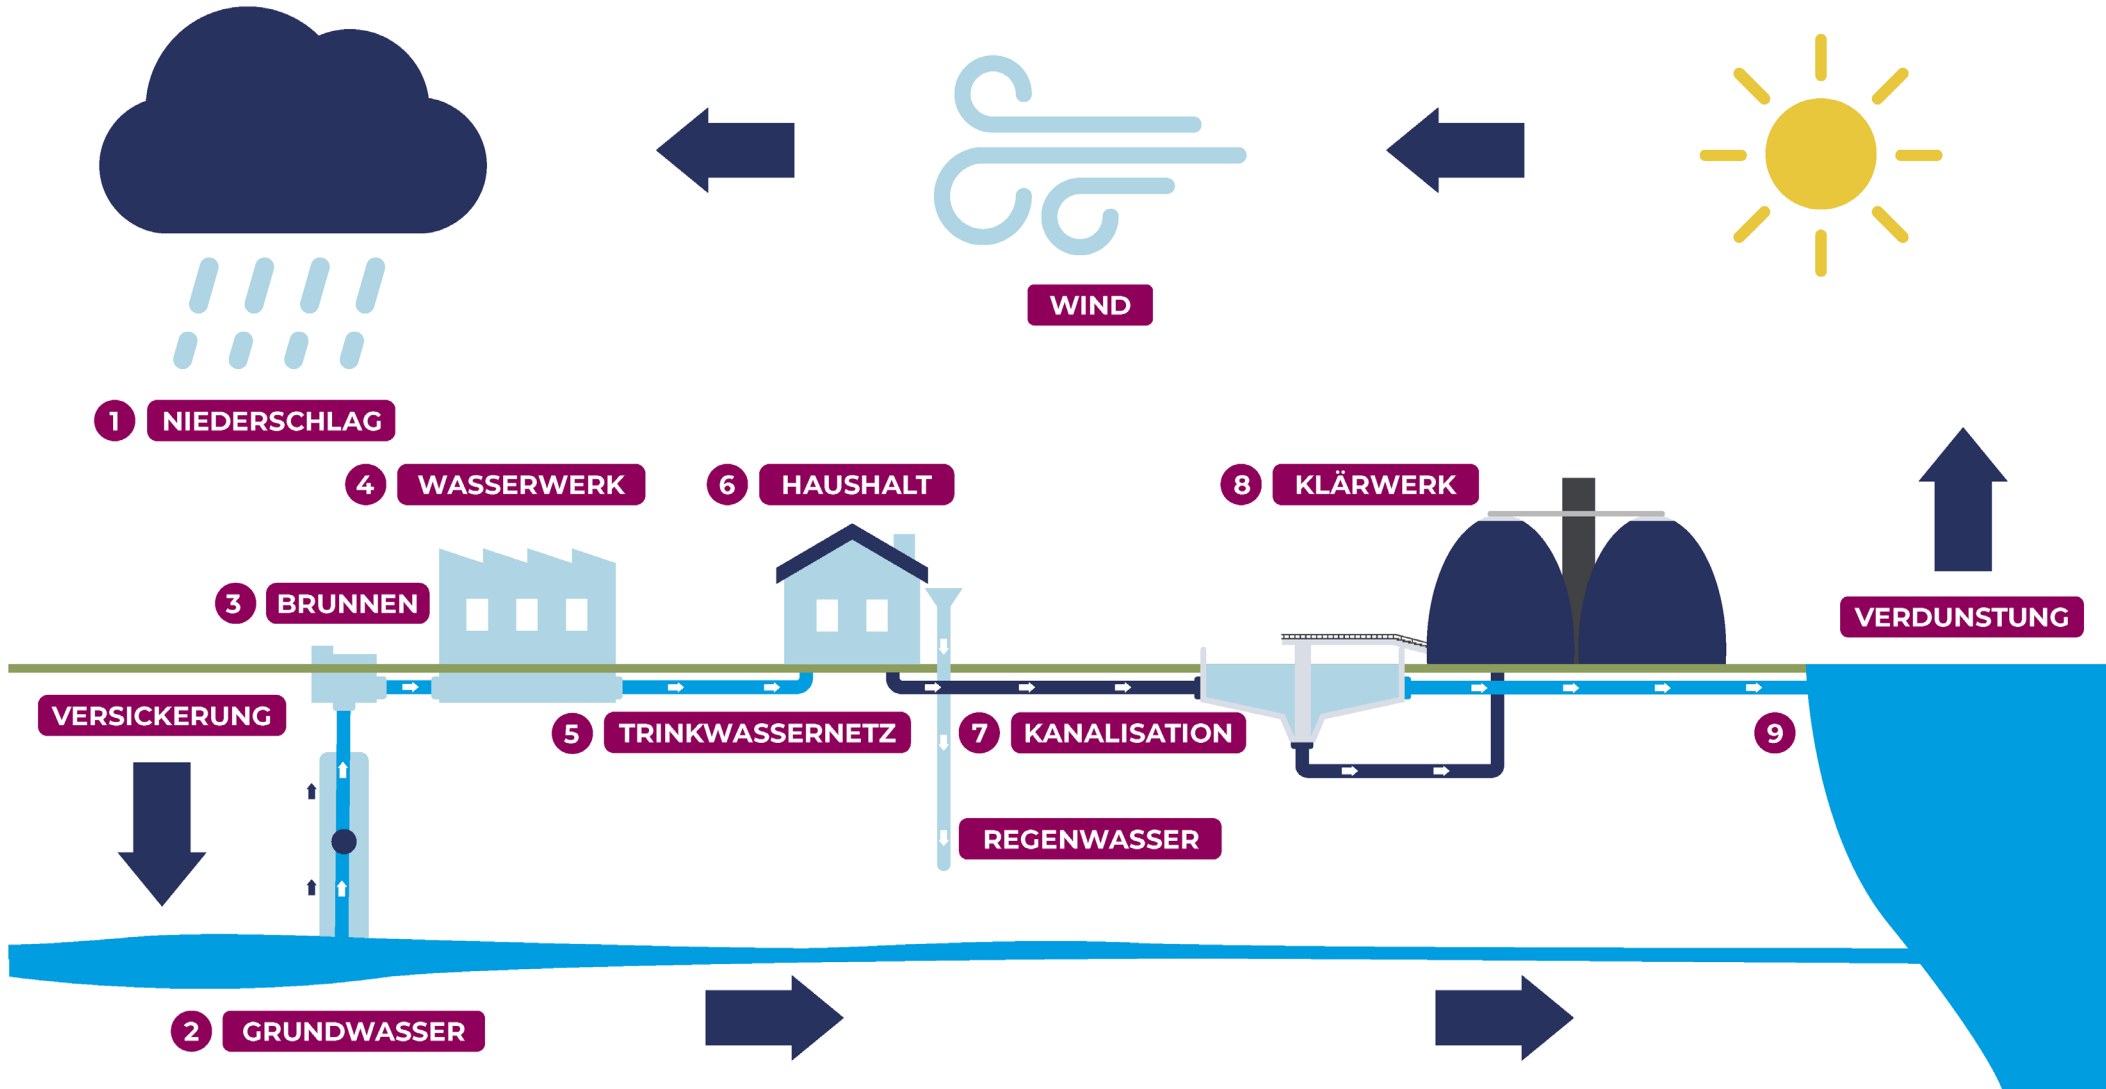 WIND
1 NIEDERSCHLAG
4 WASSERWERK
6 HAUSHALT
8 KLÄRWERK
3 BRUNNEN
VERDUNSTUNG
VERSICKERUNG
5 TRINKWASSERNETZ
7 KANALISATION
9
REGENWASSER
2 GRUNDWASSER